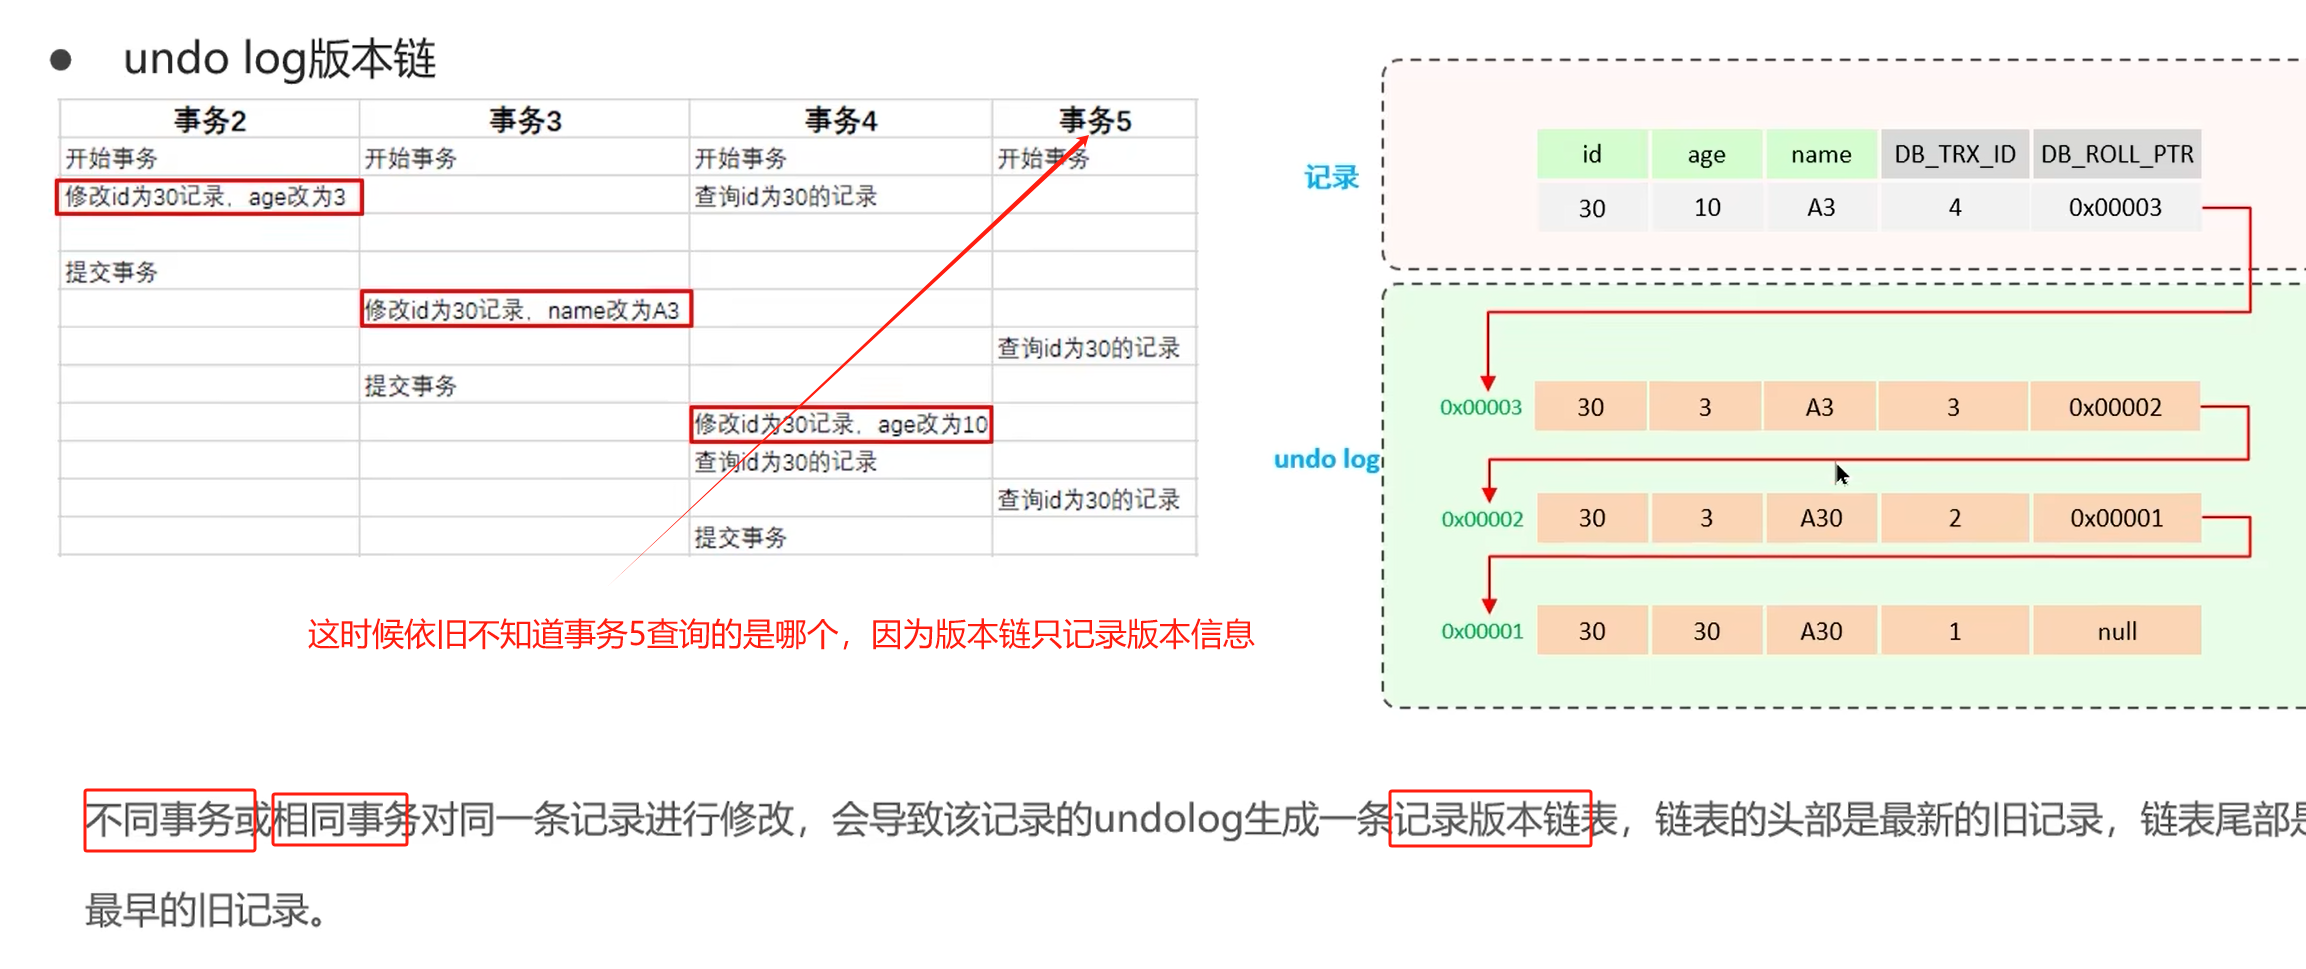 ● undo log版本链
事务2 事务3 事务4 事务5
开始事务 开始事务 开始事务 开始事务
修改id为30记录，age改为3 查询id为30的记录
提交事务
修改id为30记录，name改为A3
查询id为30的记录
提交事务
修改id为30记录，age改为10
查询id为30的记录
查询id为30的记录
提交事务
这时候依旧不知道事务5查询的是哪个，因为版本链只记录版本信息
记录
id age name DB_TRX_ID DB_ROLL_PTR
30 10 A3 4 0x00003
undo log
0x00003 30 3 A3 3 0x00002
0x00002 30 3 A30 2 0x00001
0x00001 30 30 A30 1 null
不同事务或相同事务对同一条记录进行修改，会导致该记录的undolog生成一条记录版本链表，链表的头部是最新的旧记录，链表尾部是
最早的旧记录。